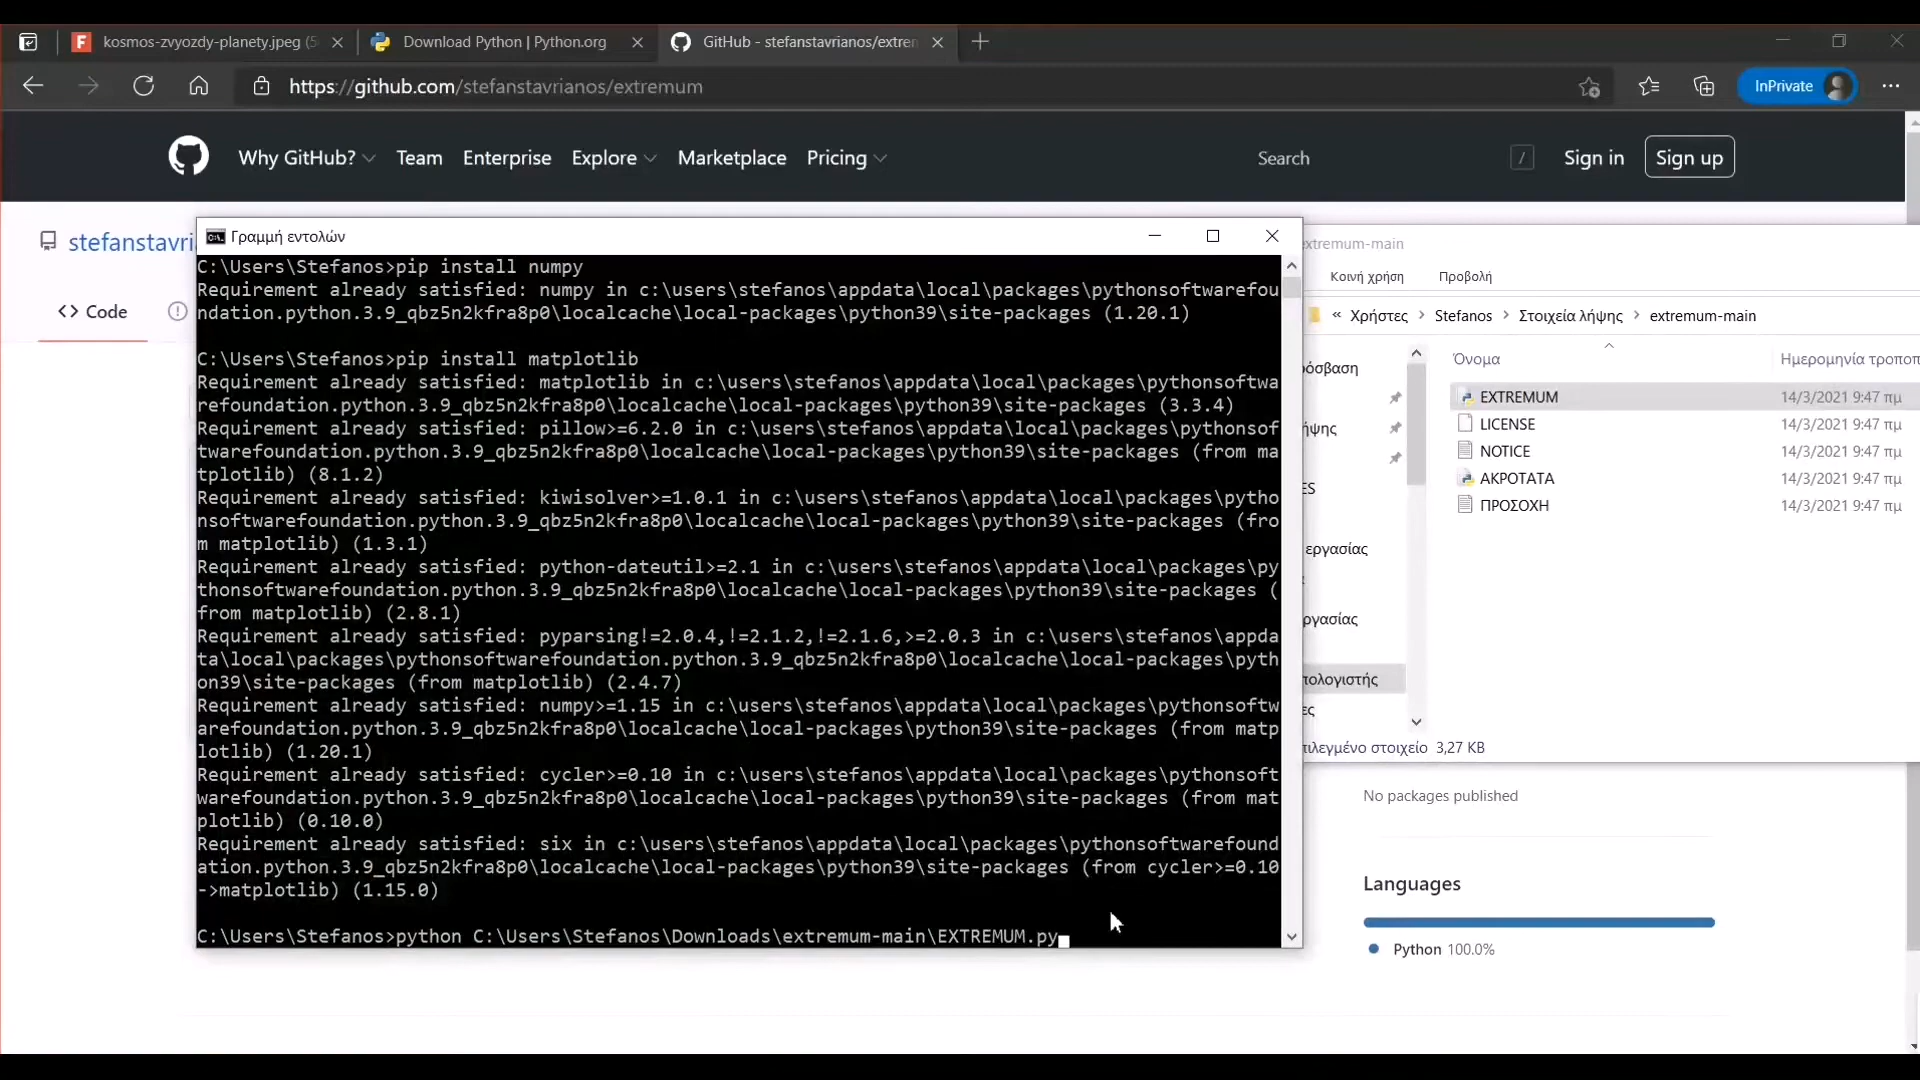 kosmos-zvyozdy-planety.jpeg (5
Download Python | Python.org
GitHub - stefanstavrianos/extrem
https://github.com/stefanstavrianos/extremum
InPrivate
Why GitHub?
Team
Enterprise
Explore
Marketplace
Pricing
Search
/
Sign in
Sign up
stefanstavri
Code
Γραμμή εντολών
C:\Users\Stefanos>pip install numpy
Requirement already satisfied: numpy in c:\users\stefanos\appdata\local\packages\pythonsoftwarefou
ndation.python.3.9_qbz5n2kfra8p0\localcache\local-packages\python39\site-packages (1.20.1)
C:\Users\Stefanos>pip install matplotlib
Requirement already satisfied: matplotlib in c:\users\stefanos\appdata\local\packages\pythonsoftwa
refoundation.python.3.9_qbz5n2kfra8p0\localcache\local-packages\python39\site-packages (3.3.4)
Requirement already satisfied: pillow>=6.2.0 in c:\users\stefanos\appdata\local\packages\pythonsof
twarefoundation.python.3.9_qbz5n2kfra8p0\localcache\local-packages\python39\site-packages (from ma
tplotlib) (8.1.2)
Requirement already satisfied: kiwisolver>=1.0.1 in c:\users\stefanos\appdata\local\packages\pytho
nsoftwarefoundation.python.3.9_qbz5n2kfra8p0\localcache\local-packages\python39\site-packages (fro
m matplotlib) (1.3.1)
Requirement already satisfied: python-dateutil>=2.1 in c:\users\stefanos\appdata\local\packages\py
thonsoftwarefoundation.python.3.9_qbz5n2kfra8p0\localcache\local-packages\python39\site-packages (
from matplotlib) (2.8.1)
Requirement already satisfied: pyparsing!=2.0.4,!=2.1.2,!=2.1.6,>=2.0.3 in c:\users\stefanos\appda
ta\local\packages\pythonsoftwarefoundation.python.3.9_qbz5n2kfra8p0\localcache\local-packages\pyth
on39\site-packages (from matplotlib) (2.4.7)
Requirement already satisfied: numpy>=1.15 in c:\users\stefanos\appdata\local\packages\pythonsoftw
arefoundation.python.3.9_qbz5n2kfra8p0\localcache\local-packages\python39\site-packages (from matp
lotlib) (1.20.1)
Requirement already satisfied: cycler>=0.10 in c:\users\stefanos\appdata\local\packages\pythonsoft
warefoundation.python.3.9_qbz5n2kfra8p0\localcache\local-packages\python39\site-packages (from mat
plotlib) (0.10.0)
Requirement already satisfied: six in c:\users\stefanos\appdata\local\packages\pythonsoftwarefound
ation.python.3.9_qbz5n2kfra8p0\localcache\local-packages\python39\site-packages (from cycler>=0.10
->matplotlib) (1.15.0)
C:\Users\Stefanos>python C:\Users\Stefanos\Downloads\extremum-main\EXTREMUM.py
extremum-main
Κοινή χρήση
Προβολή
« Χρήστες > Stefanos > Στοιχεία λήψης > extremum-main
Όνομα
Ημερομηνία τροποπ
όσβαση
ήψης
ES
εργασίας
ργασίας
πολογιστής
ες
EXTREMUM 14/3/2021 9:47 πμ
LICENSE 14/3/2021 9:47 πμ
NOTICE 14/3/2021 9:47 πμ
ΑΚΡΟΤΑΤΑ 14/3/2021 9:47 πμ
ΠΡΟΣΟΧΗ 14/3/2021 9:47 πμ
πιλεγμένο στοιχείο 3,27 KB
No packages published
Languages
Python 100.0%